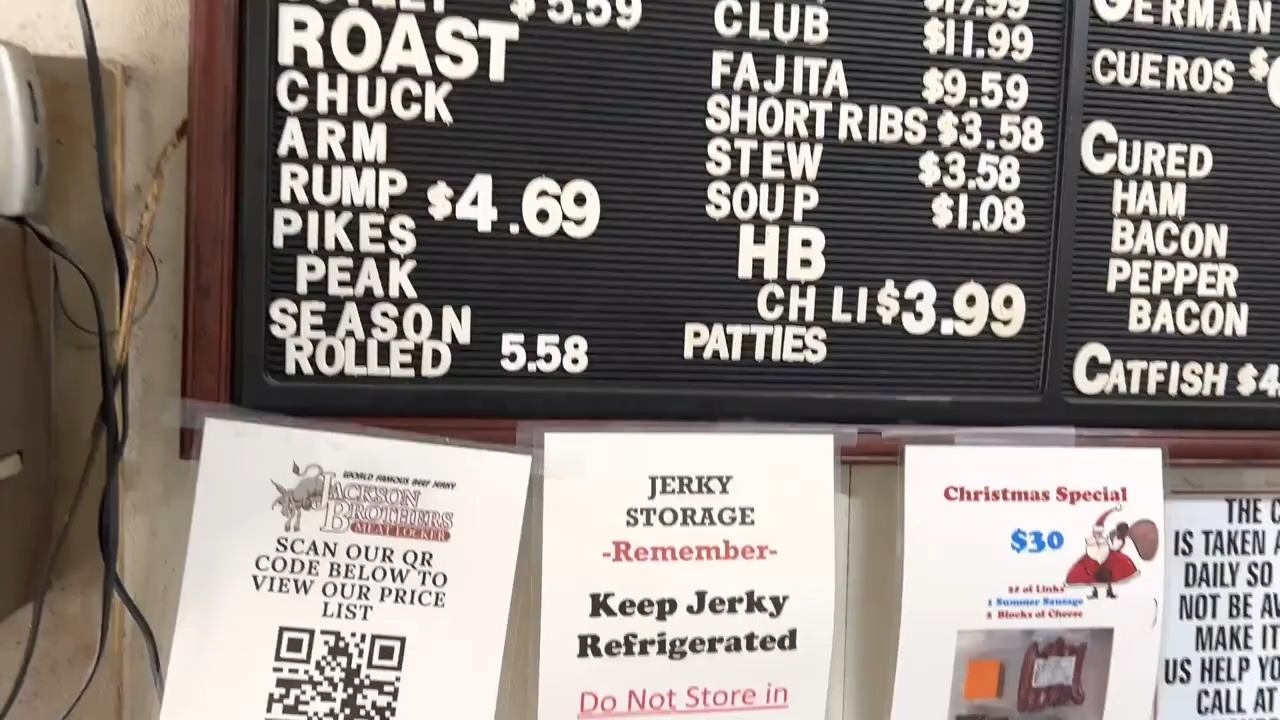 $5.59
ROAST
CHUCK
ARM
RUMP $4.69
PIKES
PEAK
SEASON
ROLLED 5.58
$17.99
CLUB $11.99
FAJITA $9.59
SHORT RIBS $3.58
STEW $3.58
SOUP $1.08
HB
CH LI $3.99
PATTIES
GERMAN
CUEROS $
CURED
HAM
BACON
PEPPER
BACON
CATFISH $4.
WORLD FAMOUS BEEF JERKY
JACKSON
BROTHERS
MEAT LOCKER
SCAN OUR QR
CODE BELOW TO
VIEW OUR PRICE
LIST
JERKY
STORAGE
-Remember-
Keep Jerky
Refrigerated
Do Not Store in
Christmas Special
$30
2# of Links
1 Summer Sausage
2 Blocks of Cheese
THE
IS TAKEN
DAILY SO
NOT BE
MAKE IT
US HELP
CALL AT